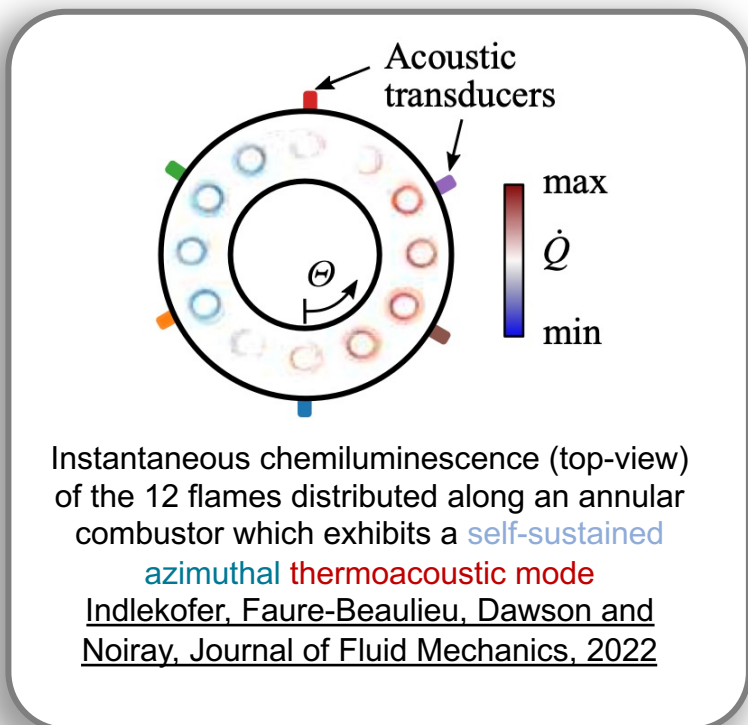 Acoustic
transducers
max
Q̇
min
Θ
Instantaneous chemiluminescence (top-view)
of the 12 flames distributed along an annular
combustor which exhibits a self-sustained
azimuthal thermoacoustic mode
Indlekofer, Faure-Beaulieu, Dawson and
Noiray, Journal of Fluid Mechanics, 2022